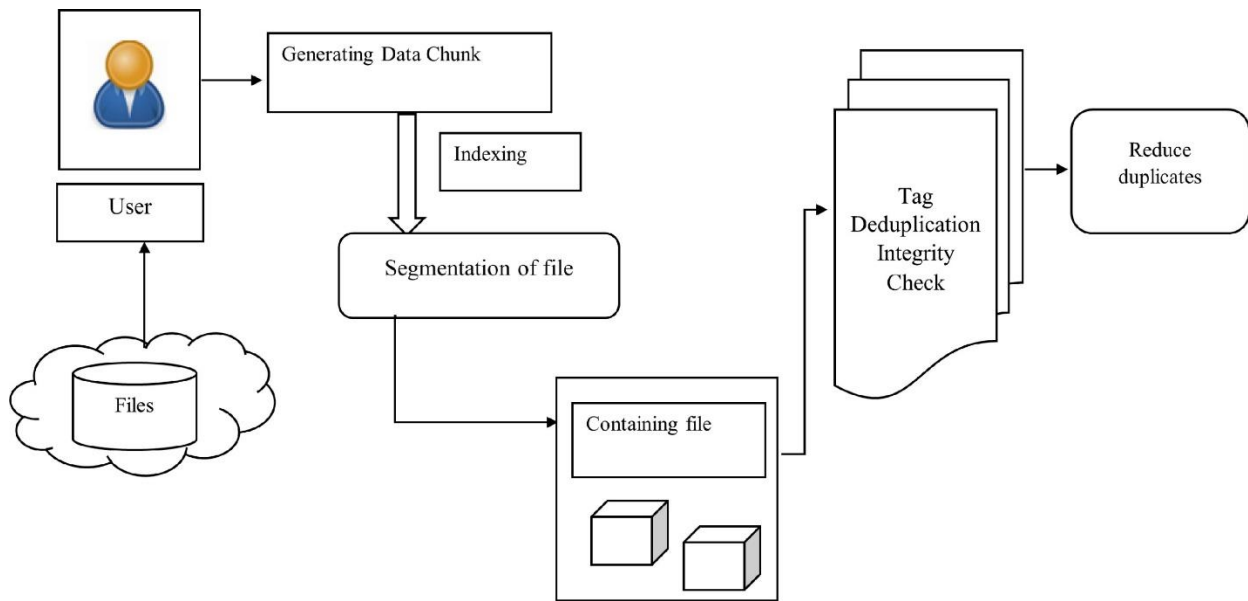 Generating Data Chunk
Indexing
User
Segmentation of file
Files
Containing file
Tag
Deduplication
Integrity
Check
Reduce
duplicates